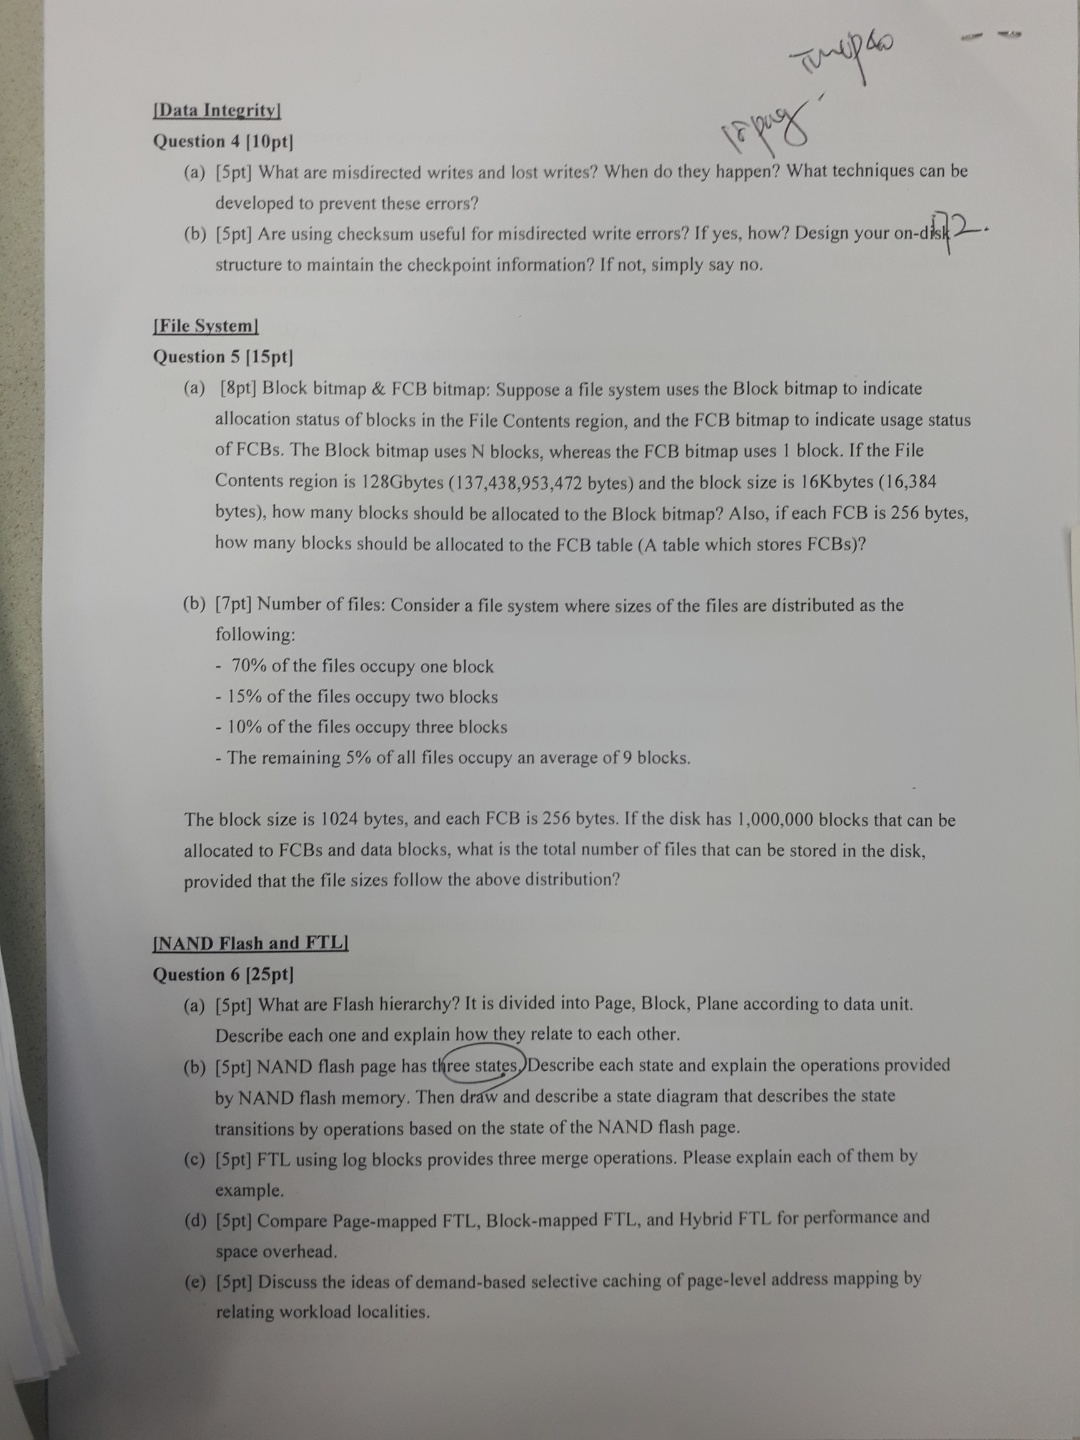 [Data Integrity]
Question 4 [10pt]
(a) [5pt] What are misdirected writes and lost writes? When do they happen? What techniques can be
developed to prevent these errors?
(b) [5pt] Are using checksum useful for misdirected write errors? If yes, how? Design your on-disk
structure to maintain the checkpoint information? If not, simply say no.
[File System]
Question 5 [15pt]
(a) [8pt] Block bitmap & FCB bitmap: Suppose a file system uses the Block bitmap to indicate
allocation status of blocks in the File Contents region, and the FCB bitmap to indicate usage status
of FCBs. The Block bitmap uses N blocks, whereas the FCB bitmap uses 1 block. If the File
Contents region is 128Gbytes (137,438,953,472 bytes) and the block size is 16Kbytes (16,384
bytes), how many blocks should be allocated to the Block bitmap? Also, if each FCB is 256 bytes,
how many blocks should be allocated to the FCB table (A table which stores FCBs)?
(b) [7pt] Number of files: Consider a file system where sizes of the files are distributed as the
following:
- 70% of the files occupy one block
- 15% of the files occupy two blocks
- 10% of the files occupy three blocks
- The remaining 5% of all files occupy an average of 9 blocks.
The block size is 1024 bytes, and each FCB is 256 bytes. If the disk has 1,000,000 blocks that can be
allocated to FCBs and data blocks, what is the total number of files that can be stored in the disk,
provided that the file sizes follow the above distribution?
[NAND Flash and FTL]
Question 6 [25pt]
(a) [5pt] What are Flash hierarchy? It is divided into Page, Block, Plane according to data unit.
Describe each one and explain how they relate to each other.
(b) [5pt] NAND flash page has three states. Describe each state and explain the operations provided
by NAND flash memory. Then draw and describe a state diagram that describes the state
transitions by operations based on the state of the NAND flash page.
(c) [5pt] FTL using log blocks provides three merge operations. Please explain each of them by
example.
(d) [5pt] Compare Page-mapped FTL, Block-mapped FTL, and Hybrid FTL for performance and
space overhead.
(e) [5pt] Discuss the ideas of demand-based selective caching of page-level address mapping by
relating workload localities.